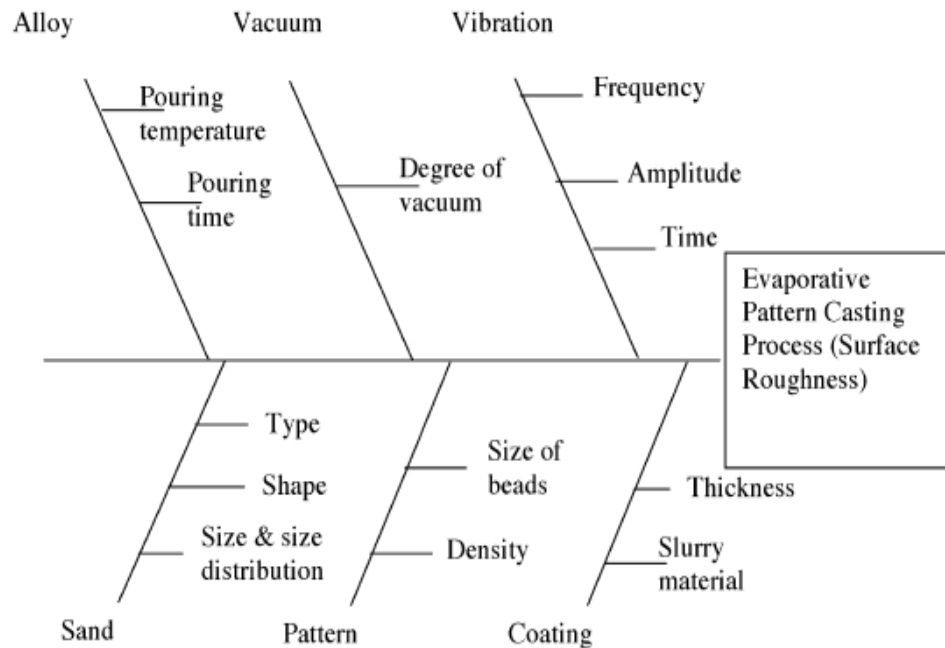 Alloy
Vacuum
Vibration
Pouring
temperature
Pouring
time
Degree of
vacuum
Frequency
Amplitude
Time
Evaporative
Pattern Casting
Process (Surface
Roughness)
Type
Shape
Size & size
distribution
Size of
beads
Density
Thickness
Slurry
material
Sand
Pattern
Coating